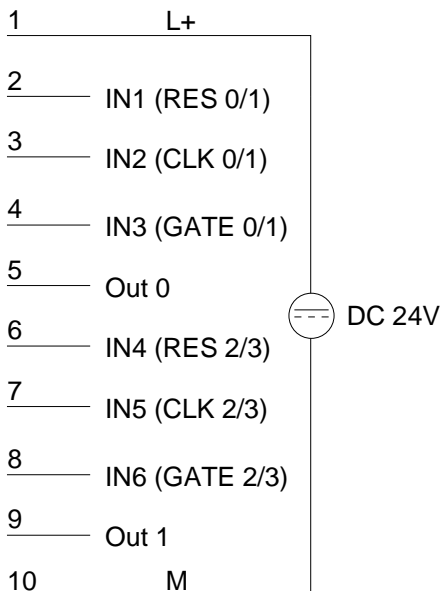 1 L+
2 IN1 (RES 0/1)
3 IN2 (CLK 0/1)
4 IN3 (GATE 0/1)
5 Out 0
DC 24V
6 IN4 (RES 2/3)
7 IN5 (CLK 2/3)
8 IN6 (GATE 2/3)
9 Out 1
10 M